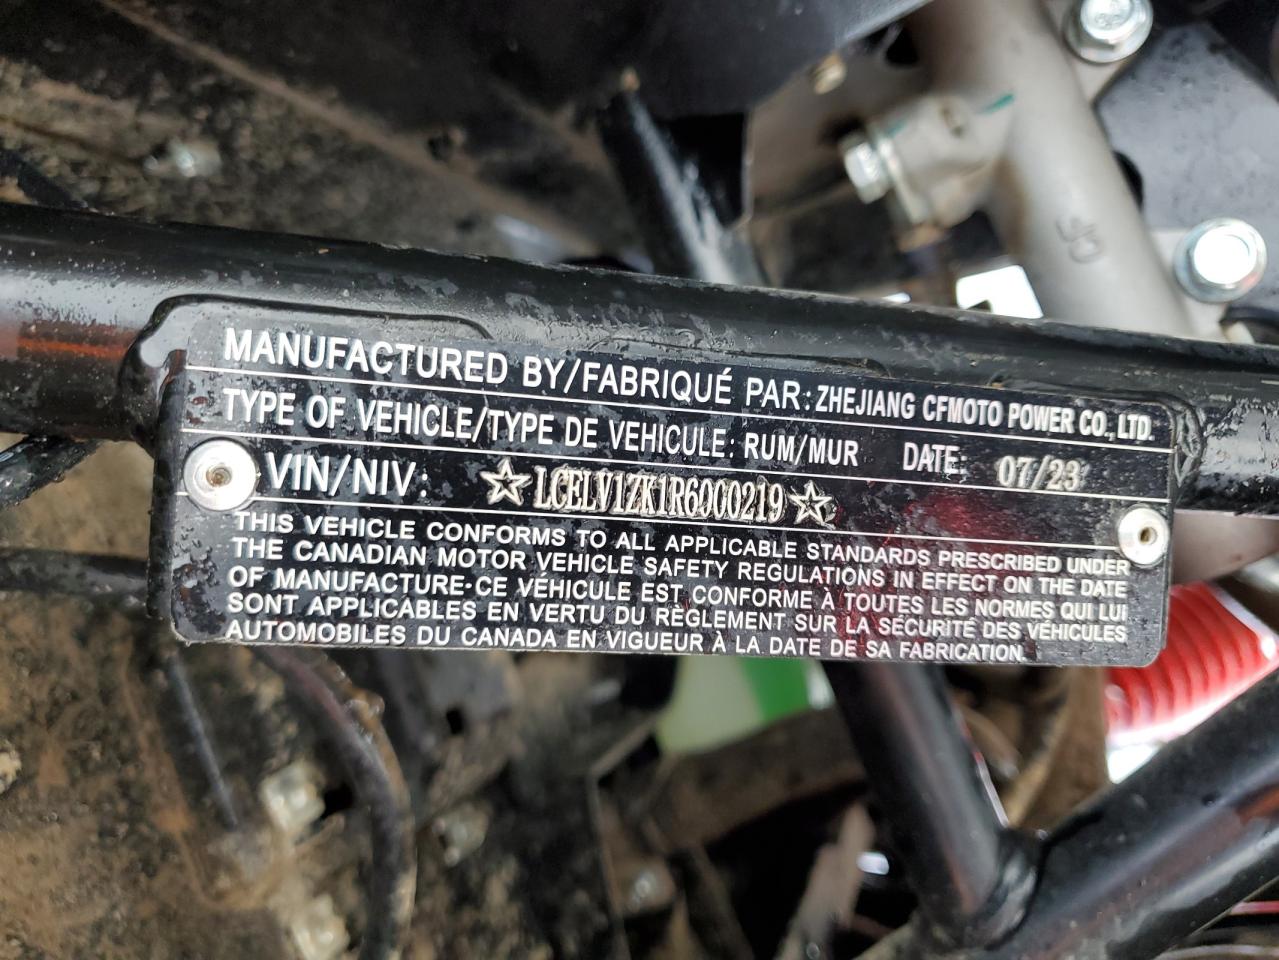 MANUFACTURED BY/FABRIQUÉ PAR: ZHEJIANG CFMOTO POWER CO., LTD.
TYPE OF VEHICLE/TYPE DE VEHICULE: RUM/MUR DATE: 07/23
VIN/NIV: ☆LCELV1ZK1R6000219☆
THIS VEHICLE CONFORMS TO ALL APPLICABLE STANDARDS PRESCRIBED UNDER
THE CANADIAN MOTOR VEHICLE SAFETY REGULATIONS IN EFFECT ON THE DATE
OF MANUFACTURE·CE VÉHICULE EST CONFORME À TOUTES LES NORMES QUI LUI
SONT APPLICABLES EN VERTU DU RÈGLEMENT SUR LA SÉCURITÉ DES VÉHICULES
AUTOMOBILES DU CANADA EN VIGUEUR À LA DATE DE SA FABRICATION.
CF